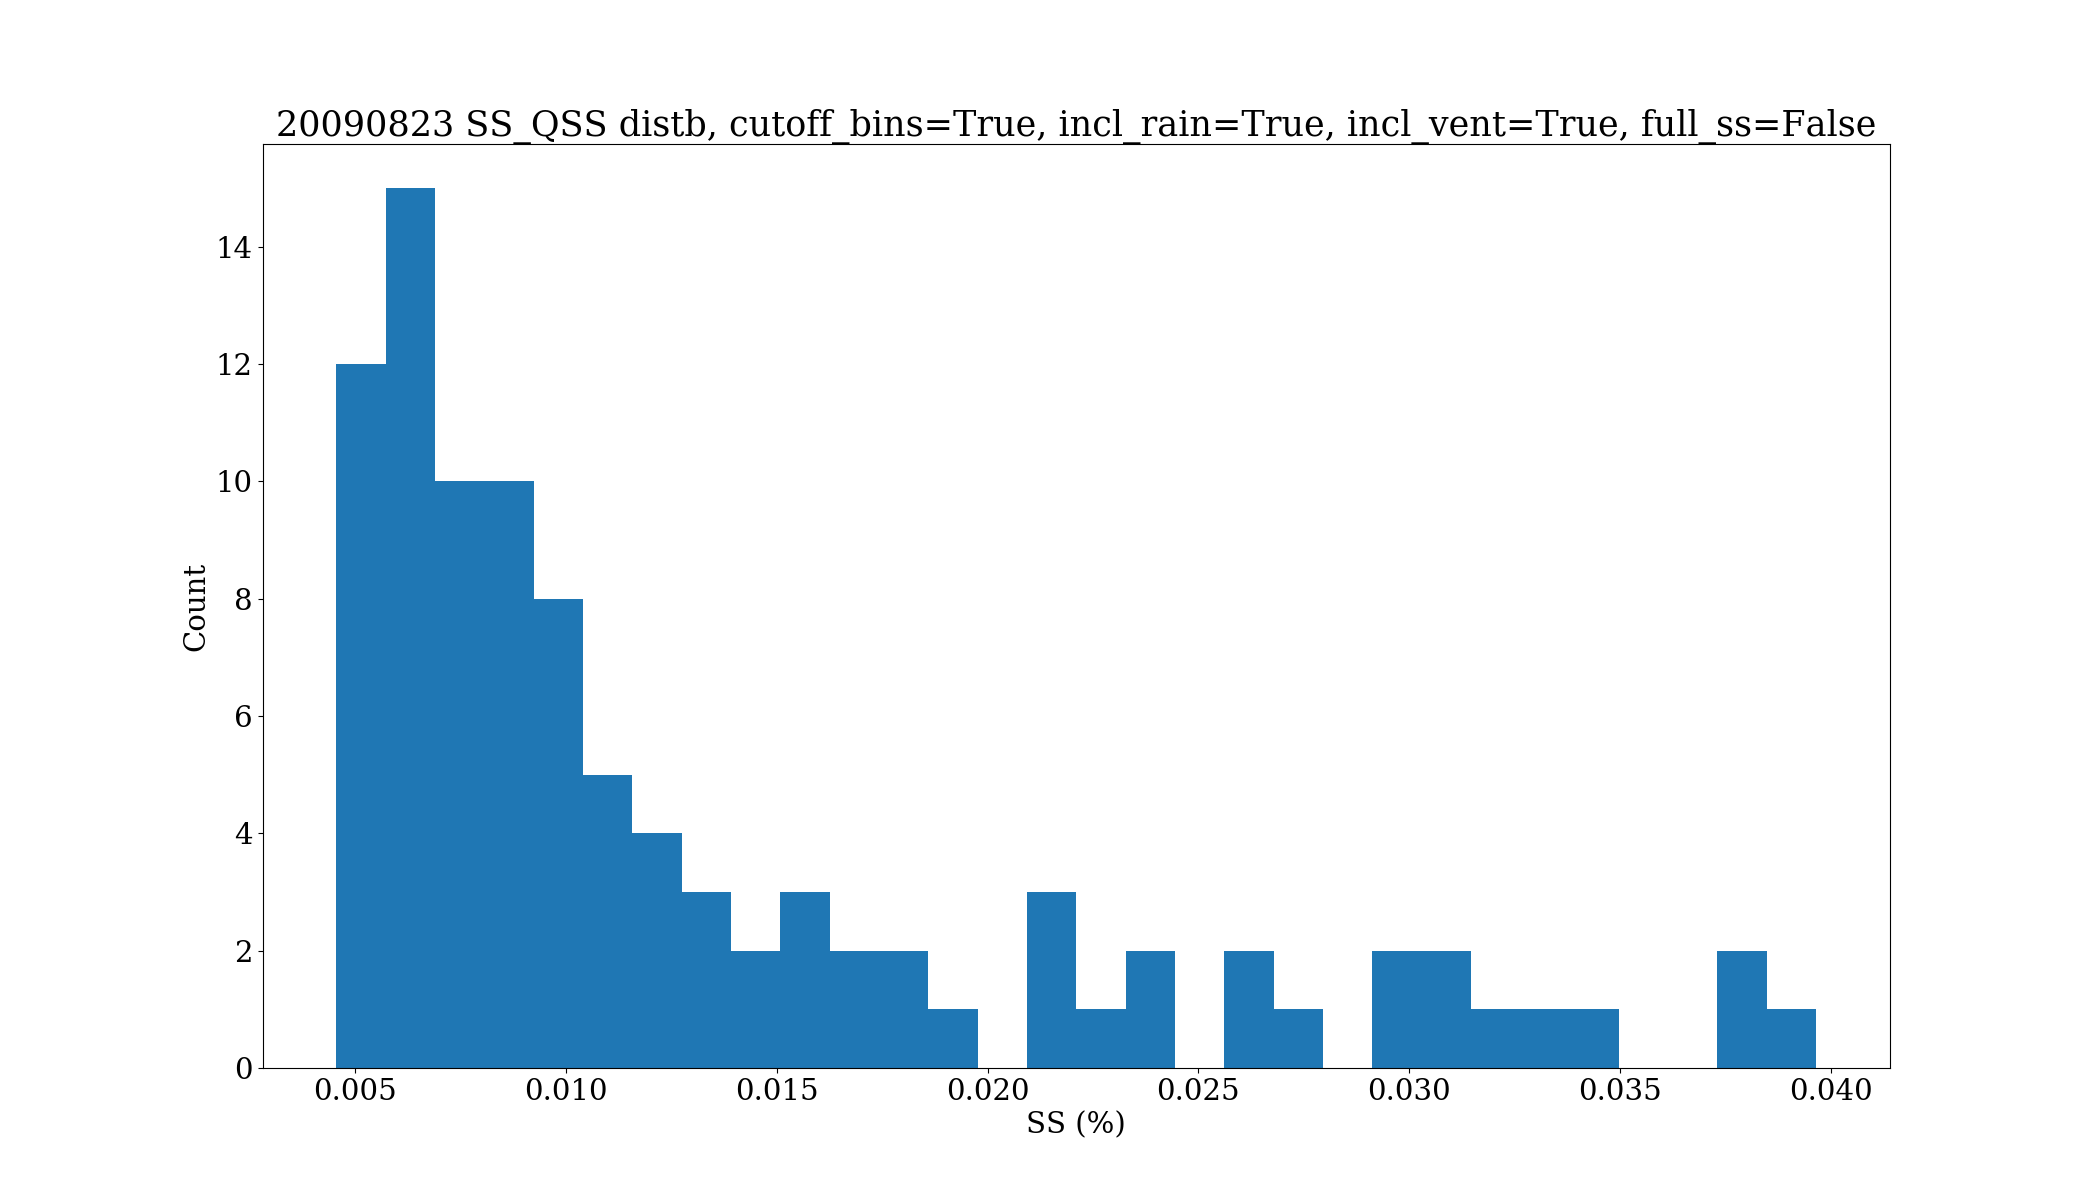 20090823 SS_QSS distb, cutoff_bins=True, incl_rain=True, incl_vent=True, full_ss=False
14
12
10
8
6
4
2
0
Count
0.005 0.010 0.015 0.020 0.025 0.030 0.035 0.040
SS (%)